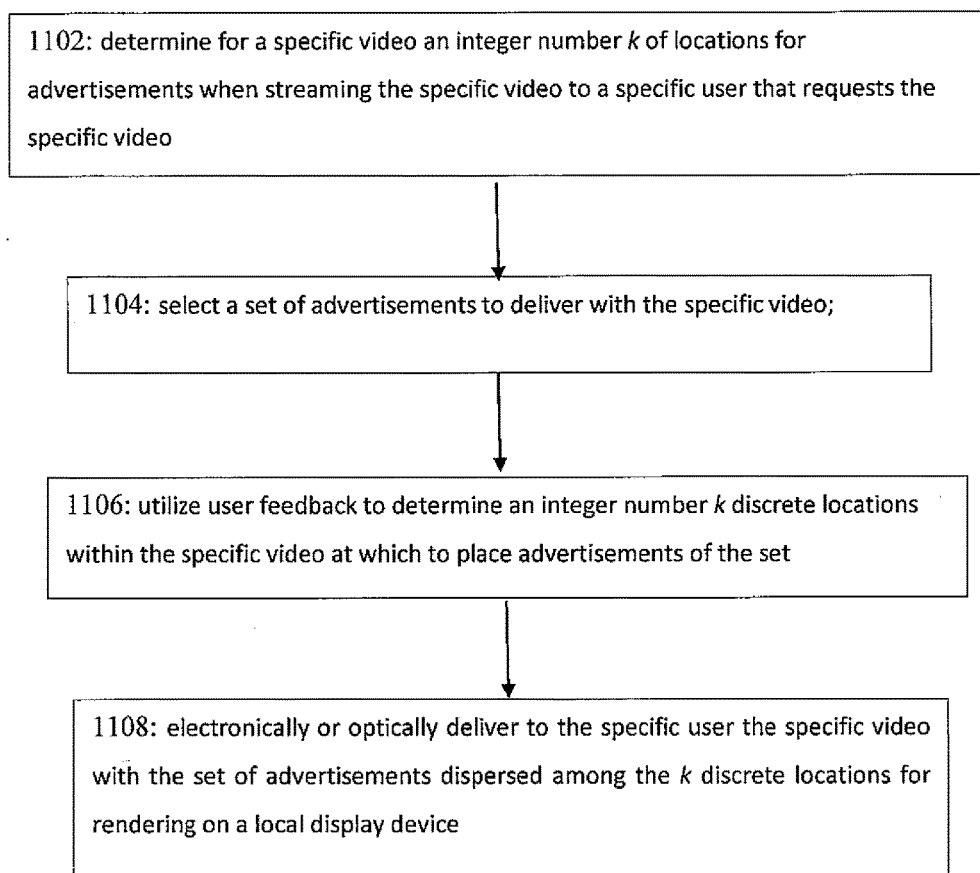 1102: determine for a specific video an integer number k of locations for
advertisements when streaming the specific video to a specific user that requests the
specific video
1104: select a set of advertisements to deliver with the specific video;
1106: utilize user feedback to determine an integer number k discrete locations
within the specific video at which to place advertisements of the set
1108: electronically or optically deliver to the specific user the specific video
with the set of advertisements dispersed among the k discrete locations for
rendering on a local display device